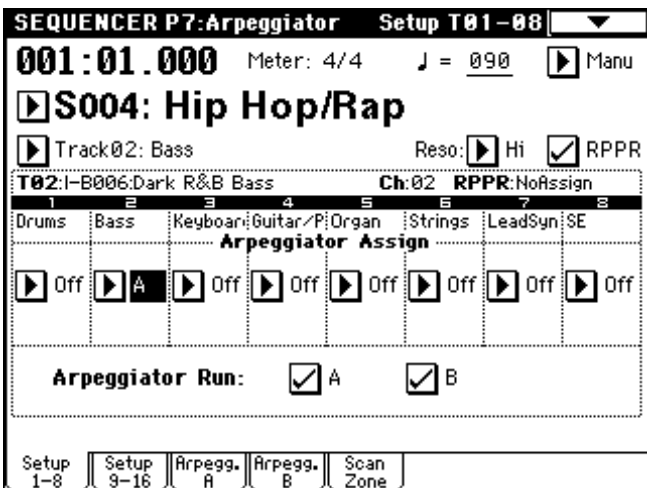 SEQUENCER P7:Arpeggiator Setup T01-08
001:01.000 Meter: 4/4 ♩ = 090 Manu
S004: Hip Hop/Rap
Track02: Bass Reso: Hi RPPR
T02:I-B006:Dark R&B Bass Ch:02 RPPR:NoAssign
1 2 3 4 5 6 7 8
Drums Bass Keyboar Guitar/P Organ Strings LeadSyn SE
Arpeggiator Assign
Off A Off Off Off Off Off Off
Arpeggiator Run: A B
Setup Setup Arpegg. Arpegg. Scan
1-8 9-16 A B Zone